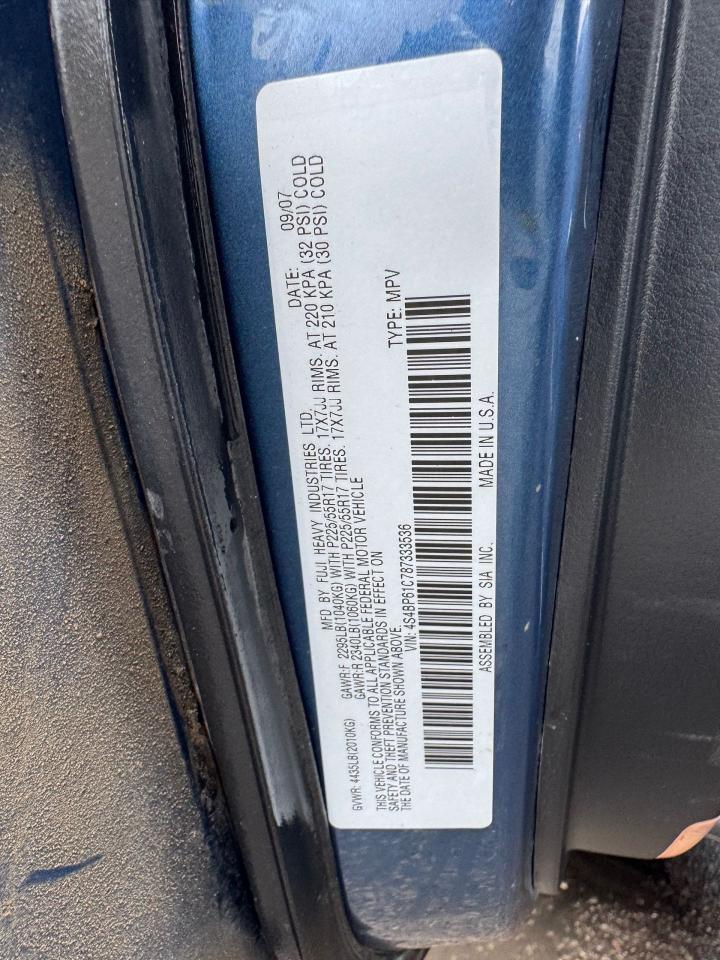 MFD BY FUJI HEAVY INDUSTRIES LTD. DATE: 09/07
GVWR: 4435LB(2010KG) GAWR:F 2295LB(1040KG) WITH P225/55R17 TIRES. 17X7JJ RIMS. AT 220 KPA (32 PSI) COLD
GAWR:R 2340LB(1060KG) WITH P225/55R17 TIRES. 17X7JJ RIMS. AT 210 KPA (30 PSI) COLD
THIS VEHICLE CONFORMS TO ALL APPLICABLE FEDERAL MOTOR VEHICLE
SAFETY AND THEFT PREVENTION STANDARDS IN EFFECT ON
THE DATE OF MANUFACTURE SHOWN ABOVE.
VIN: 4S4BP61C787333536 TYPE: MPV
ASSEMBLED BY SIA INC. MADE IN U.S.A.